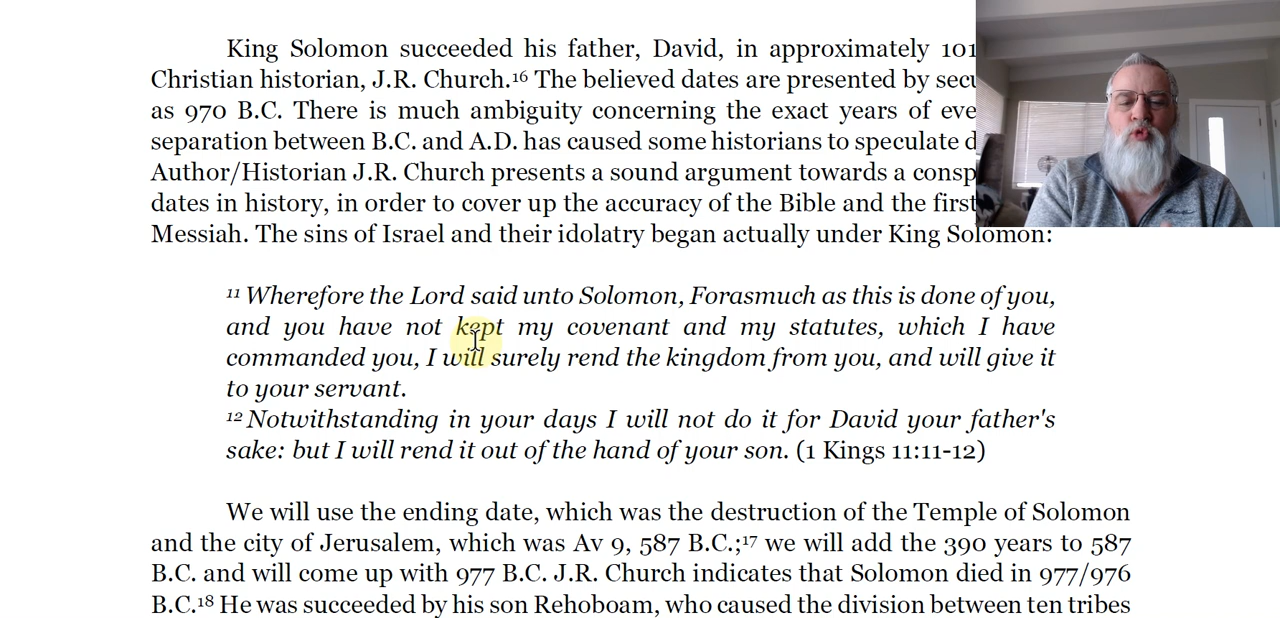 King Solomon succeeded his father, David, in approximately 101
Christian historian, J.R. Church.¹⁶ The believed dates are presented by
as 970 B.C. There is much ambiguity concerning the exact years of
separation between B.C. and A.D. has caused some historians to speculate
Author/Historian J.R. Church presents a sound argument towards a
dates in history, in order to cover up the accuracy of the Bible and the first
Messiah. The sins of Israel and their idolatry began actually under King Solomon:
¹¹ Wherefore the Lord said unto Solomon, Forasmuch as this is done of you,
and you have not kept my covenant and my statutes, which I have
commanded you, I will surely rend the kingdom from you, and will give it
to your servant.
¹² Notwithstanding in your days I will not do it for David your father's
sake: but I will rend it out of the hand of your son. (1 Kings 11:11-12)
We will use the ending date, which was the destruction of the Temple of Solomon
and the city of Jerusalem, which was Av 9, 587 B.C.;¹⁷ we will add the 390 years to 587
B.C. and will come up with 977 B.C. J.R. Church indicates that Solomon died in 977/976
B.C.¹⁸ He was succeeded by his son Rehoboam, who caused the division between ten tribes